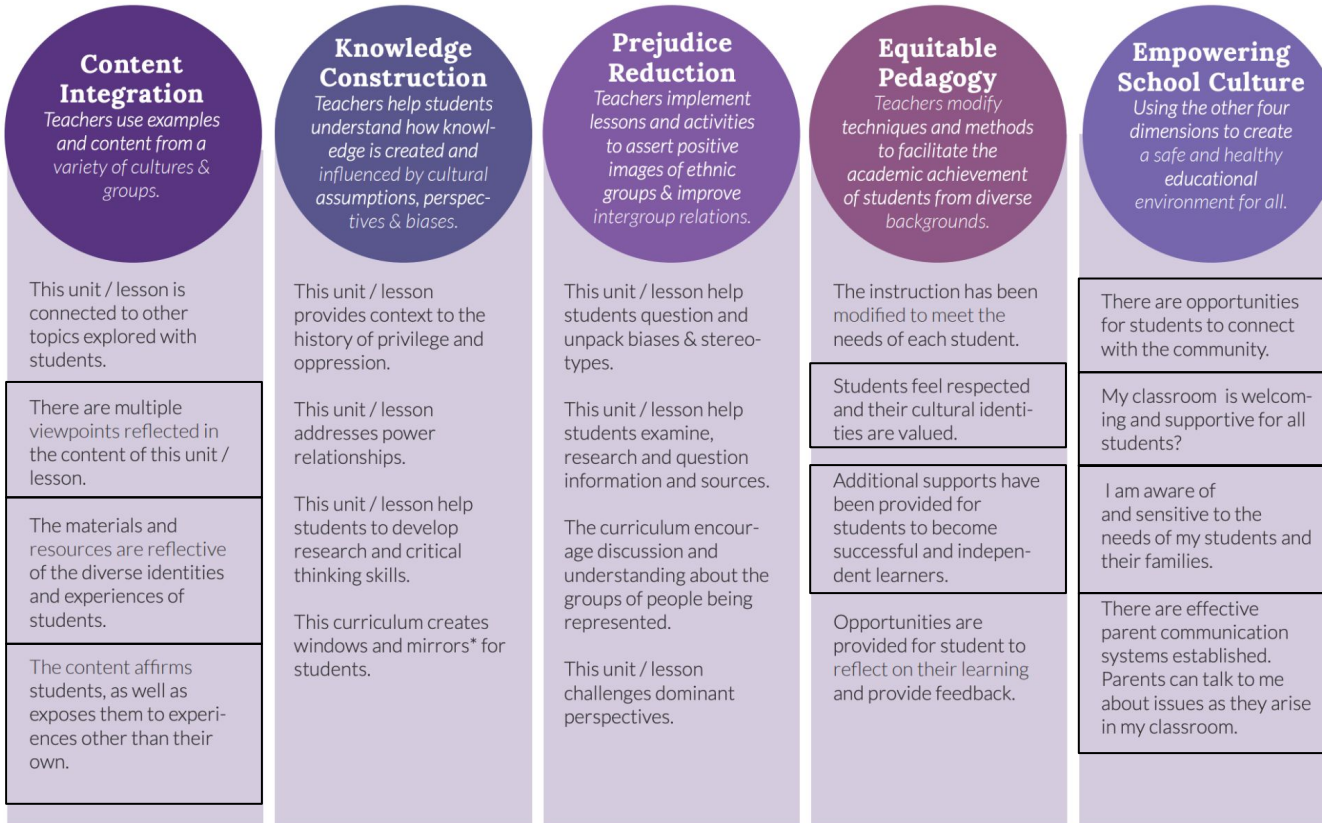 Content
Integration
Teachers use examples
and content from a
variety of cultures &
groups.
This unit / lesson is
connected to other
topics explored with
students.
There are multiple
viewpoints reflected in
the content of this unit /
lesson.
The materials and
resources are reflective
of the diverse identities
and experiences of
students.
The content affirms
students, as well as
exposes them to experi-
ences other than their
own.
Knowledge
Construction
Teachers help students
understand how knowl-
edge is created and
influenced by cultural
assumptions, perspec-
tives & biases.
This unit / lesson
provides context to the
history of privilege and
oppression.
This unit / lesson
addresses power
relationships.
This unit / lesson help
students to develop
research and critical
thinking skills.
This curriculum creates
windows and mirrors* for
students.
Prejudice
Reduction
Teachers implement
lessons and activities
to assert positive
images of ethnic
groups & improve
intergroup relations.
This unit / lesson help
students question and
unpack biases & stereo-
types.
This unit / lesson help
students examine,
research and question
information and sources.
The curriculum encour-
age discussion and
understanding about the
groups of people being
represented.
This unit / lesson
challenges dominant
perspectives.
Equitable
Pedagogy
Teachers modify
techniques and methods
to facilitate the
academic achievement
of students from diverse
backgrounds.
The instruction has been
modified to meet the
needs of each student.
Students feel respected
and their cultural identi-
ties are valued.
Additional supports have
been provided for
students to become
successful and indepen-
dent learners.
Opportunities are
provided for student to
reflect on their learning
and provide feedback.
Empowering
School Culture
Using the other four
dimensions to create
a safe and healthy
educational
environment for all.
There are opportunities
for students to connect
with the community.
My classroom is welcom-
ing and supportive for all
students?
I am aware of
and sensitive to the
needs of my students and
their families.
There are effective
parent communication
systems established.
Parents can talk to me
about issues as they arise
in my classroom.